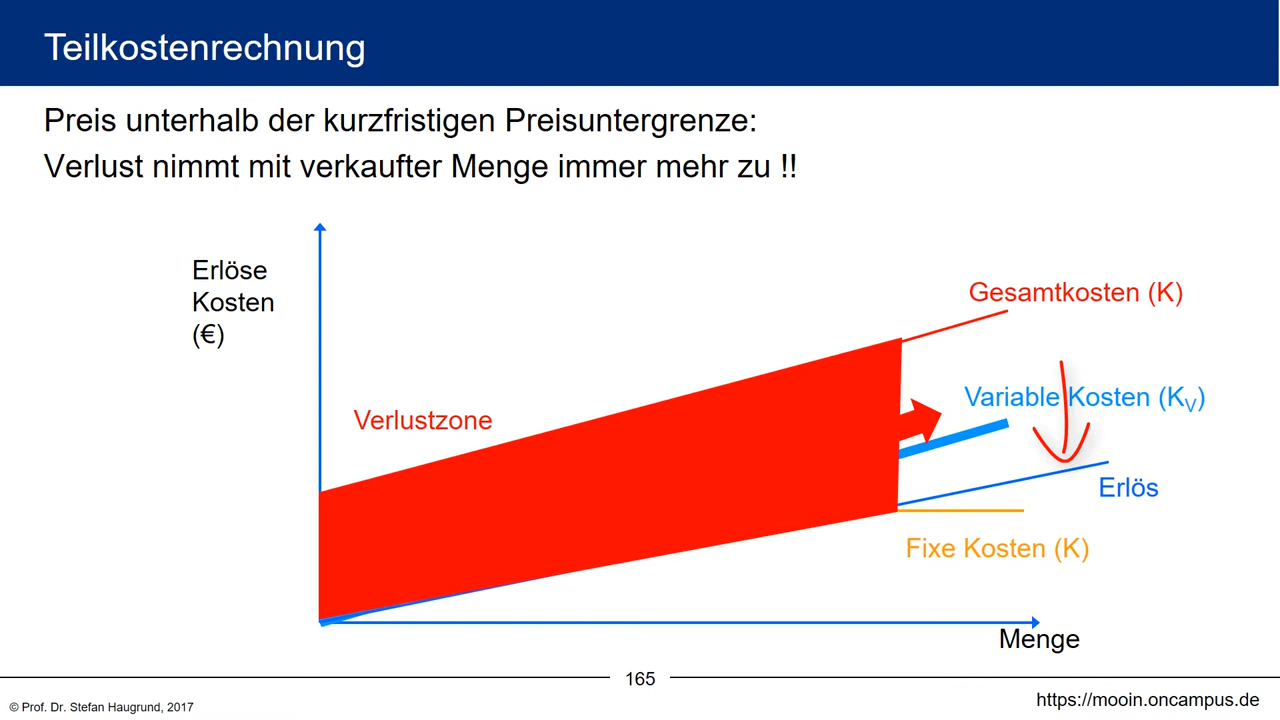 Teilkostenrechnung
Preis unterhalb der kurzfristigen Preisuntergrenze:
Verlust nimmt mit verkaufter Menge immer mehr zu !!
Erlöse
Kosten
(€)
Gesamtkosten (K)
Variable Kosten (KV)
Verlustzone
Erlös
Fixe Kosten (K)
Menge
165
© Prof. Dr. Stefan Haugrund, 2017
https://mooin.oncampus.de